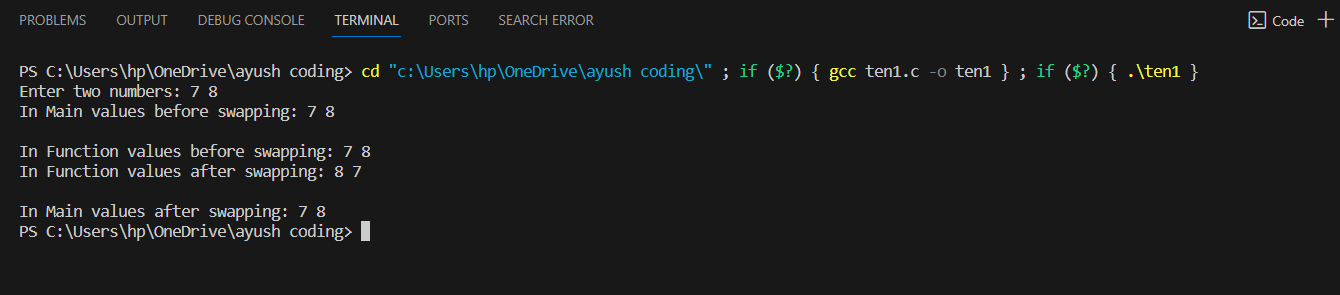 PROBLEMS OUTPUT DEBUG CONSOLE TERMINAL PORTS SEARCH ERROR Code
PS C:\Users\hp\OneDrive\ayush coding> cd "c:\Users\hp\OneDrive\ayush coding\" ; if ($?) { gcc ten1.c -o ten1 } ; if ($?) { .\ten1 }
Enter two numbers: 7 8
In Main values before swapping: 7 8
In Function values before swapping: 7 8
In Function values after swapping: 8 7
In Main values after swapping: 7 8
PS C:\Users\hp\OneDrive\ayush coding>